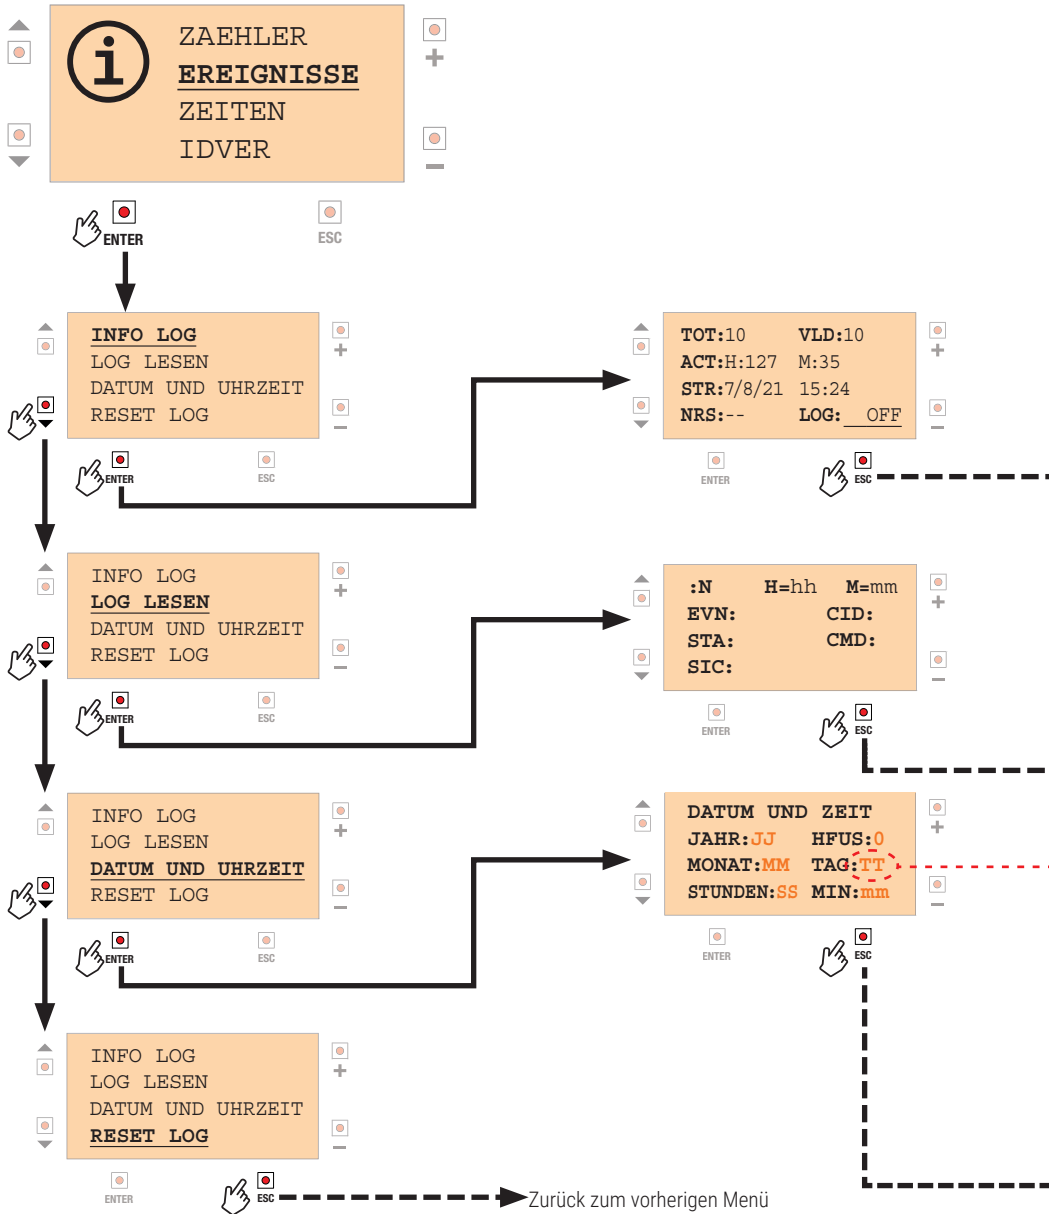 ZAEHLER
EREIGNISSE
ZEITEN
IDVER
ENTER
ESC
INFO LOG
LOG LESEN
DATUM UND UHRZEIT
RESET LOG
ENTER
ESC
TOT:10 VLD:10
ACT:H:127 M:35
STR:7/8/21 15:24
NRS:-- LOG: OFF
ENTER
ESC
INFO LOG
LOG LESEN
DATUM UND UHRZEIT
RESET LOG
ENTER
ESC
:N H=hh M=mm
EVN: CID:
STA: CMD:
SIC:
ENTER
ESC
INFO LOG
LOG LESEN
DATUM UND UHRZEIT
RESET LOG
ENTER
ESC
DATUM UND ZEIT
JAHR:JJ HFUS:0
MONAT:MM TAG:TT
STUNDEN:SS MIN:mm
ENTER
ESC
INFO LOG
LOG LESEN
DATUM UND UHRZEIT
RESET LOG
ENTER
ESC
Zurück zum vorherigen Menü